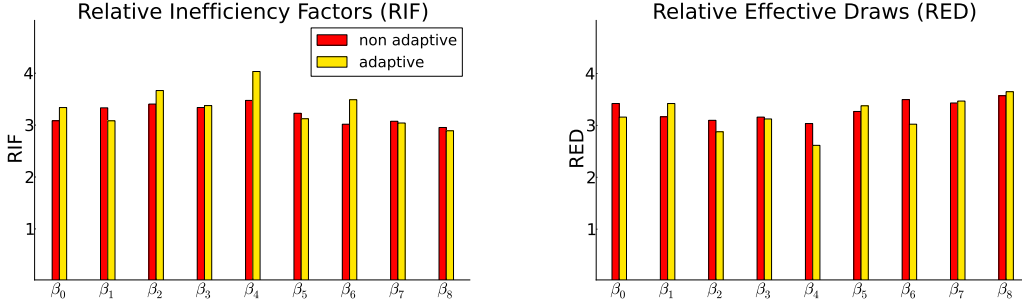 Relative Inefficiency Factors (RIF)
non adaptive
adaptive
4
3
2
1
RIF
β₀ β₁ β₂ β₃ β₄ β₅ β₆ β₇ β₈
Relative Effective Draws (RED)
4
3
2
1
RED
β₀ β₁ β₂ β₃ β₄ β₅ β₆ β₇ β₈